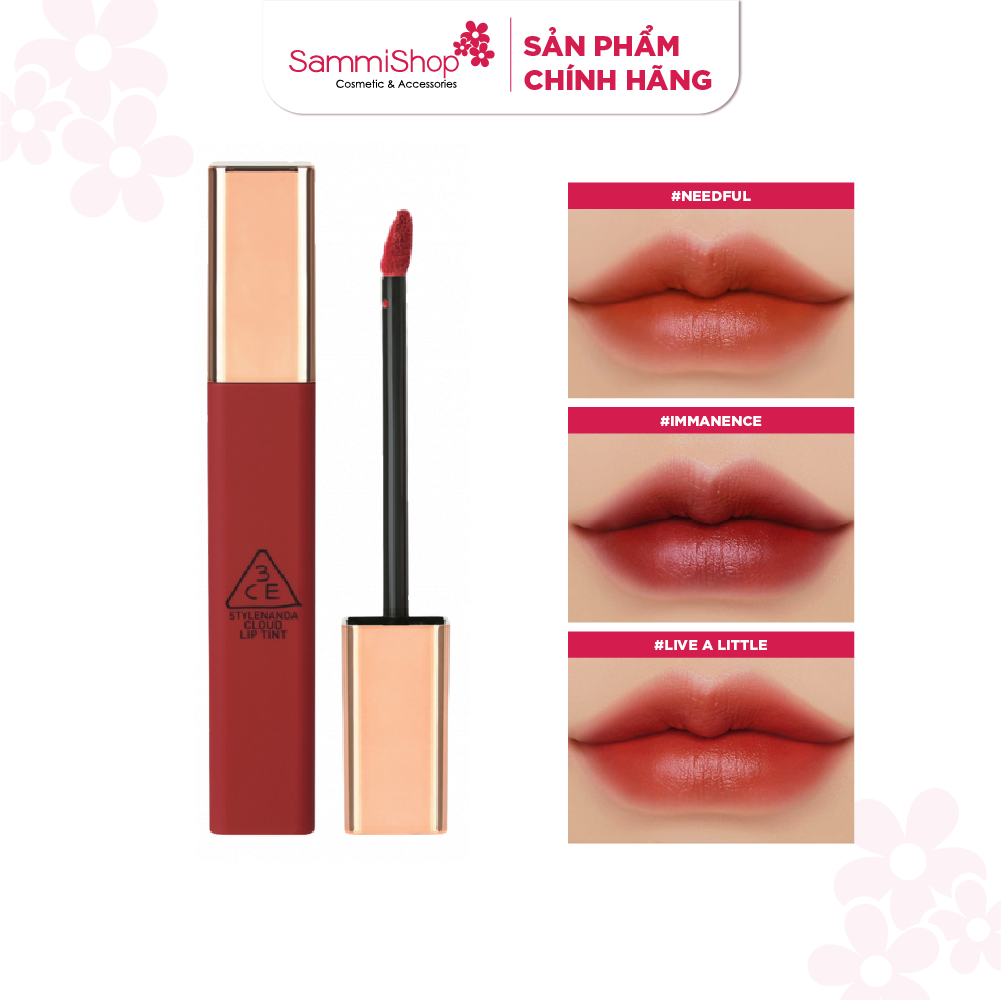 SammiShop
Cosmetic & Accessories
SẢN PHẨM
CHÍNH HÃNG
3
CE
STYLENANDA
CLOUD
LIP TINT
#NEEDFUL
#IMMANENCE
#LIVE A LITTLE